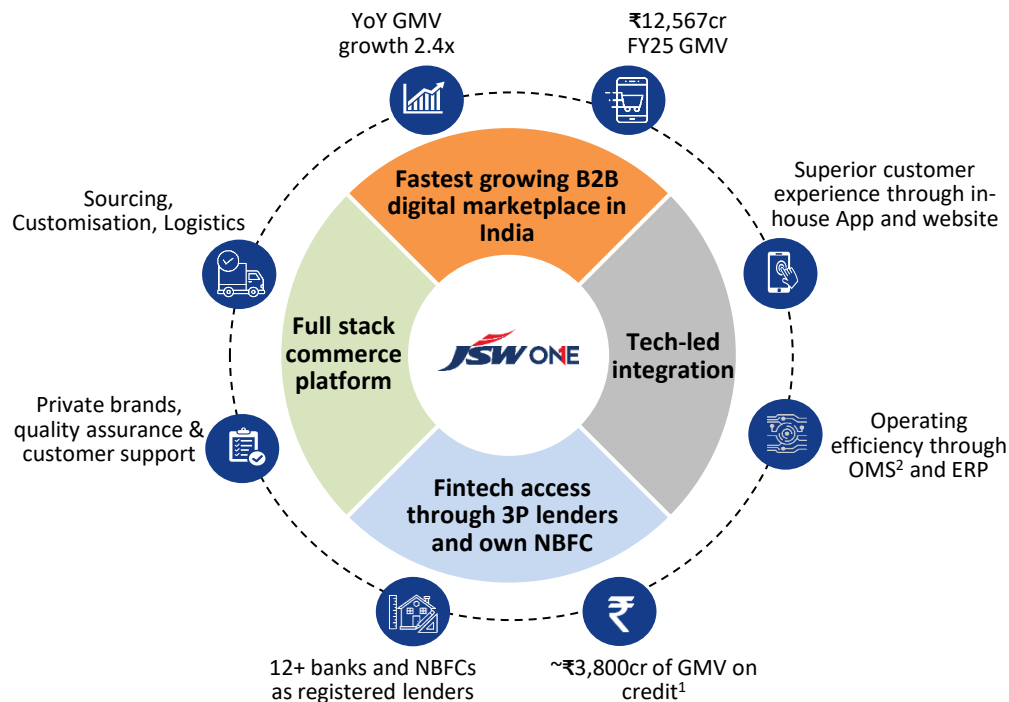 YoY GMV
growth 2.4x
₹12,567cr
FY25 GMV
Sourcing,
Customisation, Logistics
Fastest growing B2B
digital marketplace in
India
Superior customer
experience through in-
house App and website
Full stack
commerce
platform
JSW ONE
Tech-led
integration
Private brands,
quality assurance &
customer support
Operating
efficiency through
OMS² and ERP
Fintech access
through 3P lenders
and own NBFC
₹
12+ banks and NBFCs
as registered lenders
~₹3,800cr of GMV on
credit¹